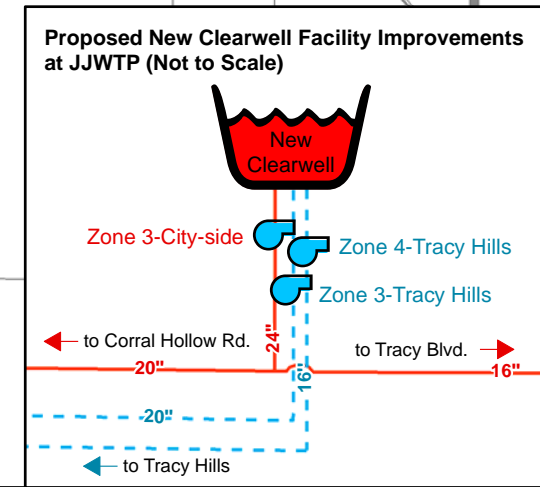 Proposed New Clearwell Facility Improvements
at JJWTP (Not to Scale)
New
Clearwell
Zone 3-City-side
Zone 4-Tracy Hills
Zone 3-Tracy Hills
to Corral Hollow Rd.
24"
to Tracy Blvd.
20"
16"
16"
20"
to Tracy Hills